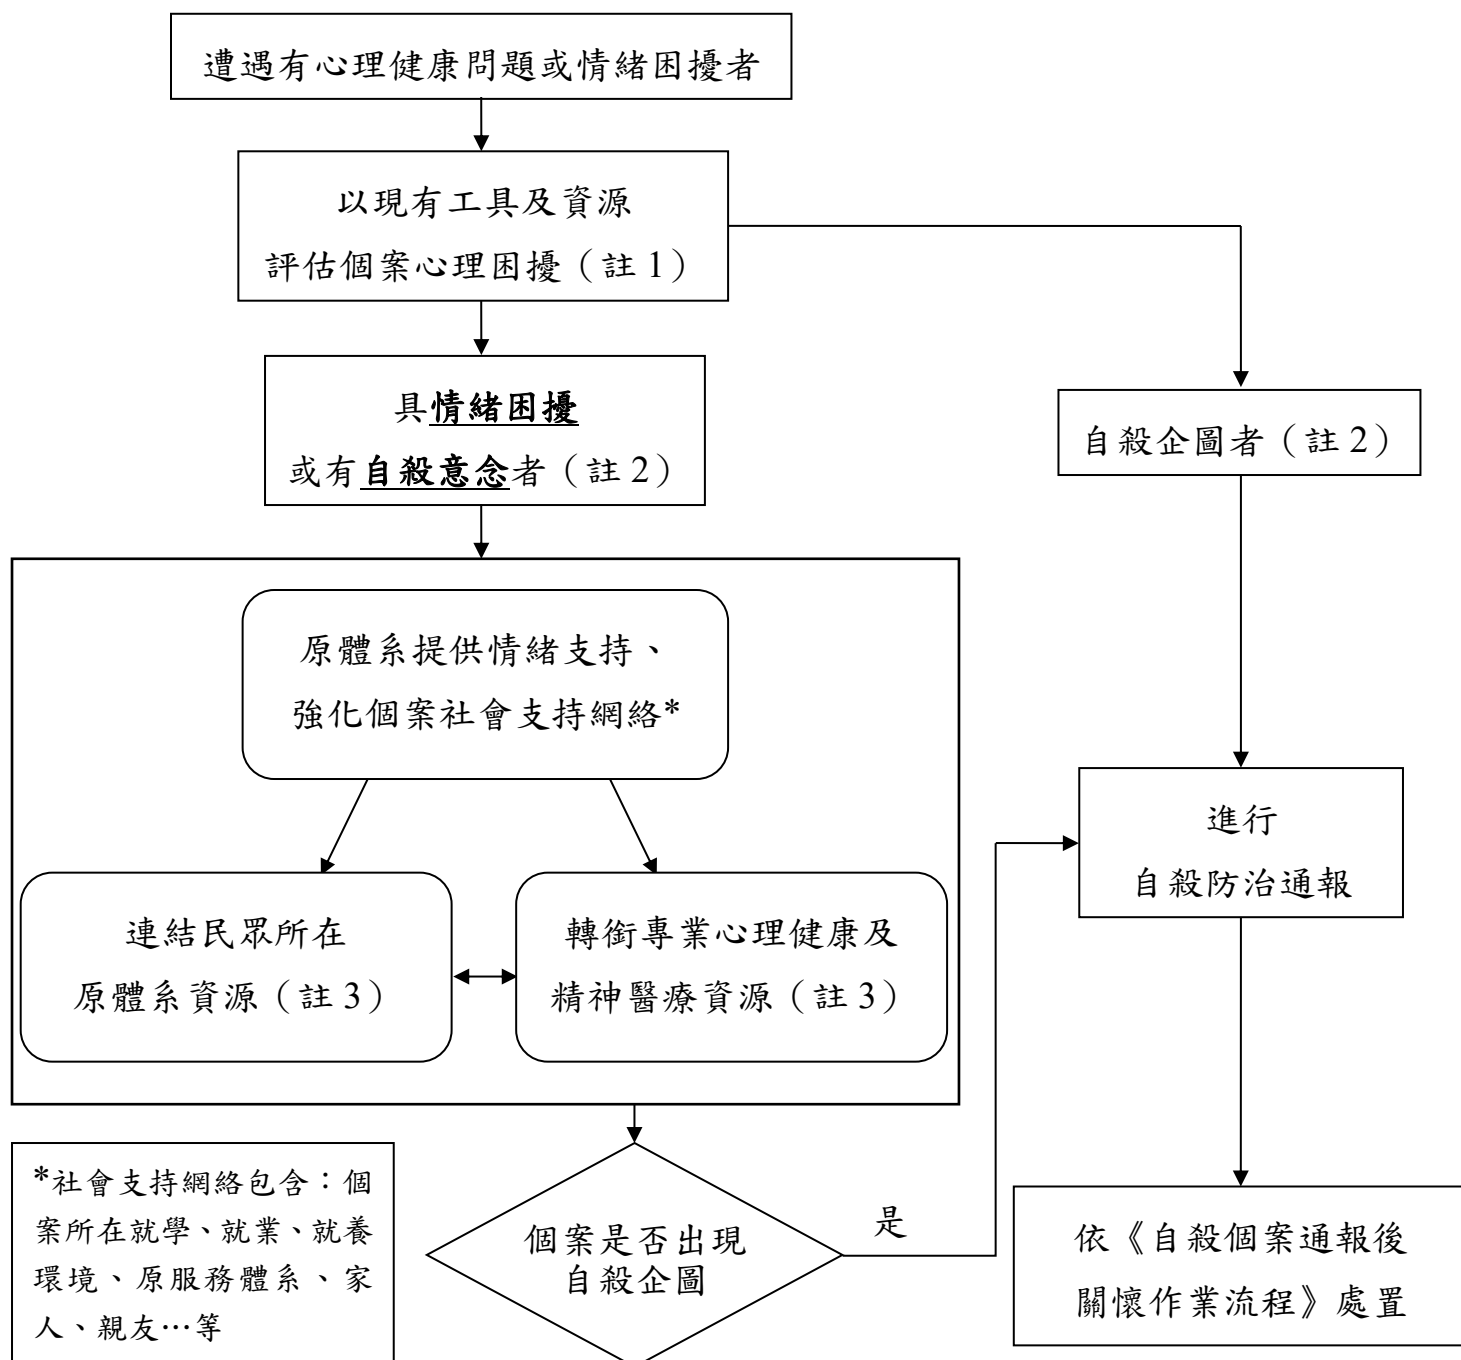 遭遇有心理健康問題或情緒困擾者
以現有工具及資源
評估個案心理困擾（註1）
具情緒困擾
或有自殺意念者（註2）
自殺企圖者（註2）
原體系提供情緒支持、
強化個案社會支持網絡*
連結民眾所在
原體系資源（註3）
轉銜專業心理健康及
精神醫療資源（註3）
進行
自殺防治通報
*社會支持網絡包含：個
案所在就學、就業、就養
環境、原服務體系、家
人、親友…等
個案是否出現
自殺企圖
是
依《自殺個案通報後
關懷作業流程》處置